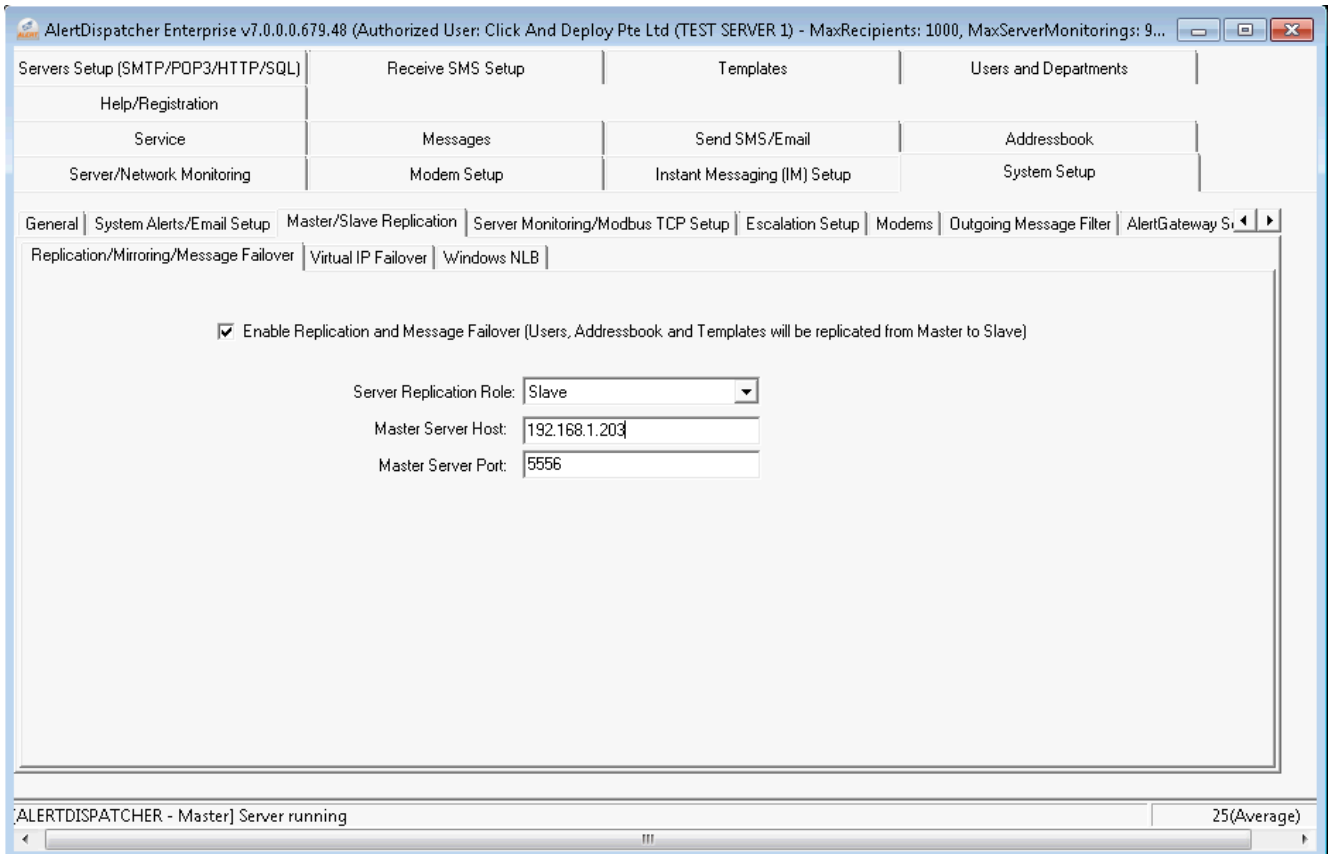 AlertDispatcher Enterprise v7.0.0.0.679.48 (Authorized User: Click And Deploy Pte Ltd (TEST SERVER 1) - MaxRecipients: 1000, MaxServerMonitorings: 9...
Servers Setup (SMTP/POP3/HTTP/SQL) Receive SMS Setup Templates Users and Departments
Help/Registration
Service Messages Send SMS/Email Addressbook
Server/Network Monitoring Modem Setup Instant Messaging (IM) Setup System Setup
General System Alerts/Email Setup Master/Slave Replication Server Monitoring/Modbus TCP Setup Escalation Setup Modems Outgoing Message Filter AlertGateway
Replication/Mirroring/Message Failover Virtual IP Failover Windows NLB
Enable Replication and Message Failover (Users, Addressbook and Templates will be replicated from Master to Slave)
Server Replication Role: Slave
Master Server Host: 192.168.1.203
Master Server Port: 5556
[ALERTDISPATCHER - Master] Server running 25(Average)